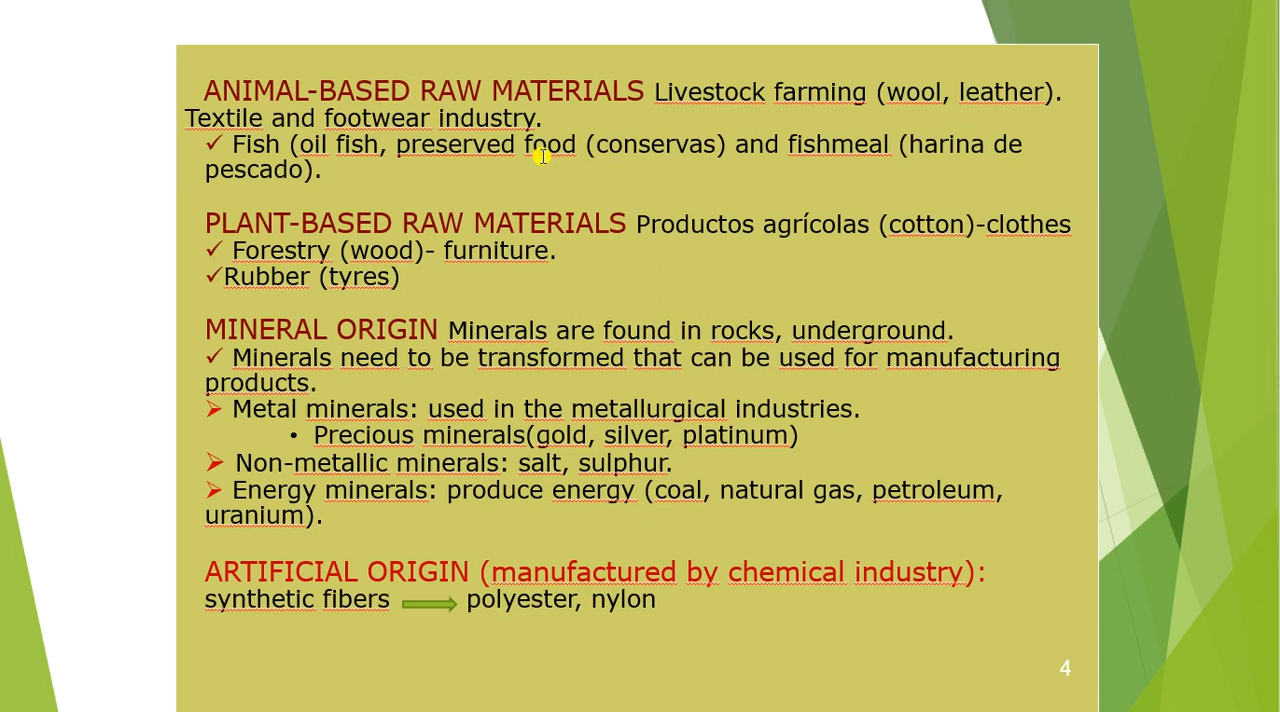 ANIMAL-BASED RAW MATERIALS Livestock farming (wool, leather).
Textile and footwear industry.
✓ Fish (oil fish, preserved food (conservas) and fishmeal (harina de
pescado).
PLANT-BASED RAW MATERIALS Productos agrícolas (cotton)-clothes
✓ Forestry (wood)- furniture.
✓Rubber (tyres)
MINERAL ORIGIN Minerals are found in rocks, underground.
✓ Minerals need to be transformed that can be used for manufacturing
products.
➢ Metal minerals: used in the metallurgical industries.
• Precious minerals(gold, silver, platinum)
➢ Non-metallic minerals: salt, sulphur.
➢ Energy minerals: produce energy (coal, natural gas, petroleum,
uranium).
ARTIFICIAL ORIGIN (manufactured by chemical industry):
synthetic fibers → polyester, nylon
4